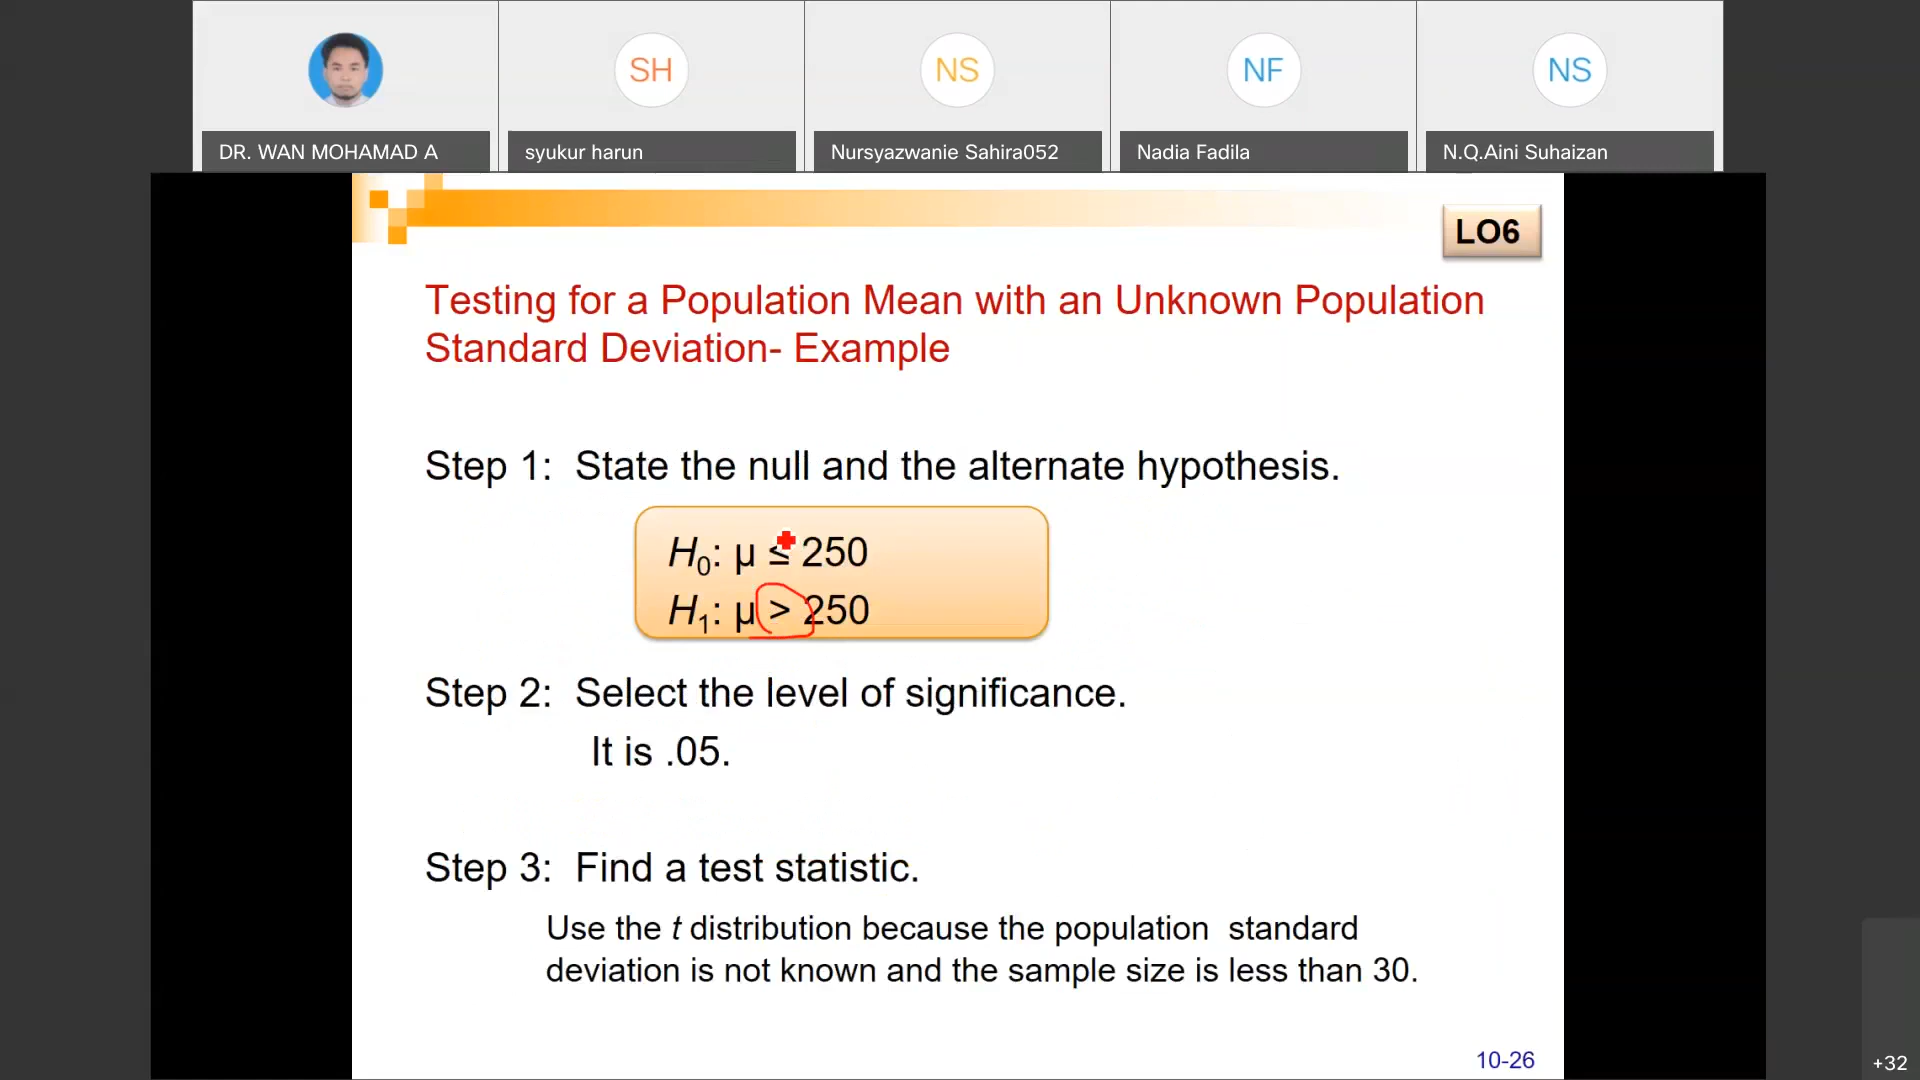 SH
NS
NF
NS
DR. WAN MOHAMAD A
syukur harun
Nursyazwanie Sahira052
Nadia Fadila
N.Q.Aini Suhaizan
LO6
Testing for a Population Mean with an Unknown Population
Standard Deviation- Example
Step 1: State the null and the alternate hypothesis.
H₀: µ ≤ 250
H₁: µ > 250
Step 2: Select the level of significance.
It is .05.
Step 3: Find a test statistic.
Use the t distribution because the population standard
deviation is not known and the sample size is less than 30.
10-26
+32